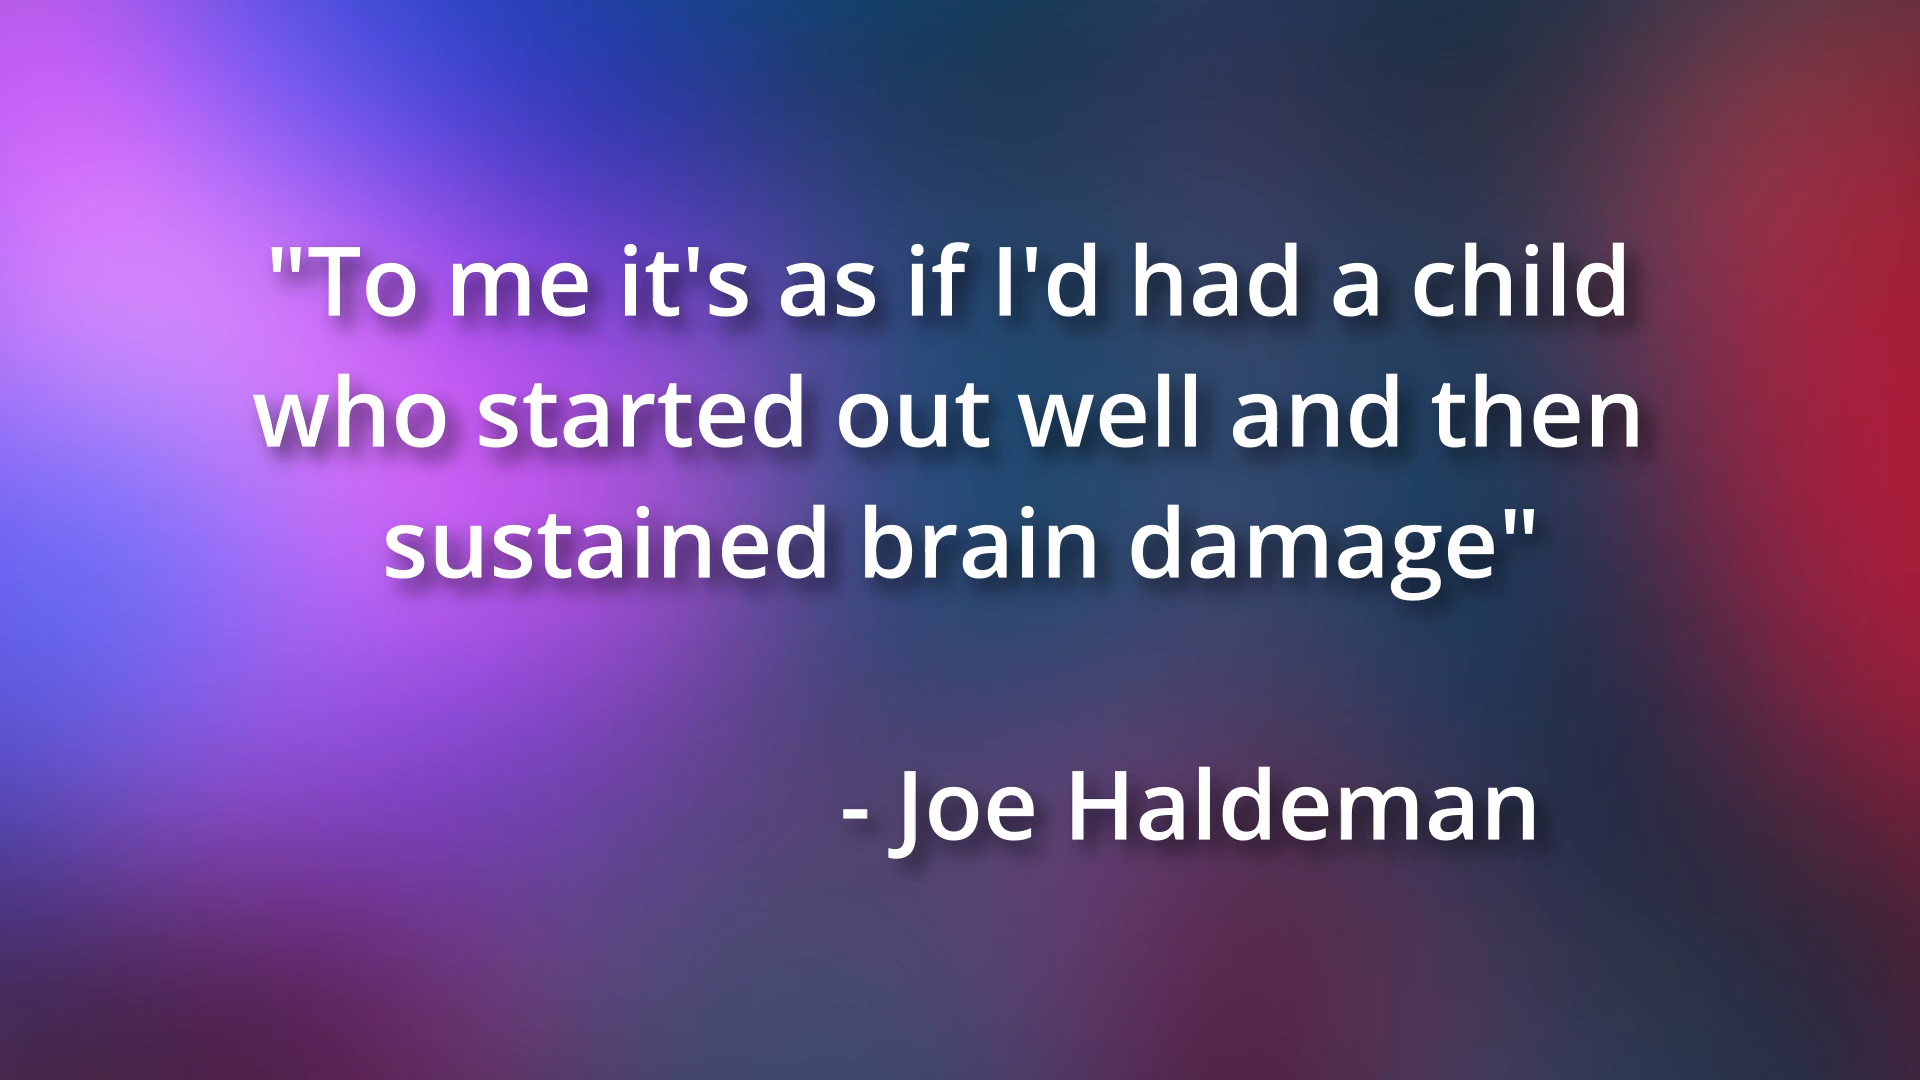 "To me it's as if I'd had a child
who started out well and then
sustained brain damage"
- Joe Haldeman